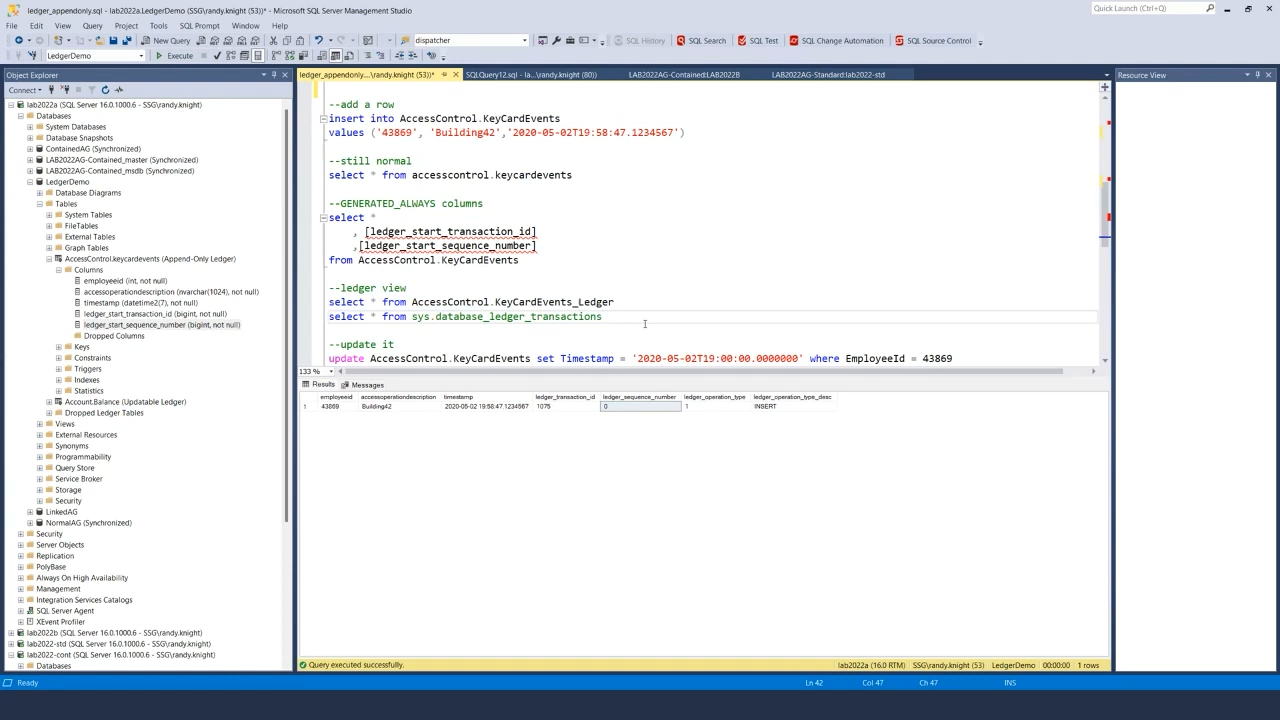 ledger_appendonly.sql - lab2022a.LedgerDemo (SSG\randy.knight (53))* - Microsoft SQL Server Management Studio
Quick Launch (Ctrl+Q)
File Edit View Query Project Tools SQL Prompt Window Help
New Query
dispatcher
SQL History
SQL Search
SQL Test
SQL Change Automation
SQL Source Control
LedgerDemo
Execute
Object Explorer
ledger_appendonly....\randy.knight (53))*
SQLQuery12.sql - la...\randy.knight (80))
LAB2022AG-Contained:LAB2022B
LAB2022AG-Standard:lab2022-std
Resource View
Connect
lab2022a (SQL Server 16.0.1000.6 - SSG\randy.knight)
Databases
System Databases
Database Snapshots
ContainedAG (Synchronized)
LAB2022AG-Contained_master (Synchronized)
LAB2022AG-Contained_msdb (Synchronized)
LedgerDemo
Database Diagrams
Tables
System Tables
FileTables
External Tables
Graph Tables
AccessControl.keycardevents (Append-Only Ledger)
Columns
employeeid (int, not null)
accessoperationdescription (nvarchar(1024), not null)
timestamp (datetime2(7), not null)
ledger_start_transaction_id (bigint, not null)
ledger_start_sequence_number (bigint, not null)
Dropped Columns
Keys
Constraints
Triggers
Indexes
Statistics
Account.Balance (Updatable Ledger)
Dropped Ledger Tables
Views
External Resources
Synonyms
Programmability
Query Store
Service Broker
Storage
Security
LinkedAG
NormalAG (Synchronized)
Security
Server Objects
Replication
PolyBase
Always On High Availability
Management
Integration Services Catalogs
SQL Server Agent
XEvent Profiler
lab2022b (SQL Server 16.0.1000.6 - SSG\randy.knight)
lab2022-std (SQL Server 16.0.1000.6 - SSG\randy.knight)
lab2022-cont (SQL Server 16.0.1000.6 - SSG\randy.knight)
Databases
--add a row
insert into AccessControl.KeyCardEvents
values ('43869', 'Building42','2020-05-02T19:58:47.1234567')
--still normal
select * from accesscontrol.keycardevents
--GENERATED_ALWAYS columns
select *
, [ledger_start_transaction_id]
,[ledger_start_sequence_number]
from AccessControl.KeyCardEvents
--ledger view
select * from AccessControl.KeyCardEvents_Ledger
select * from sys.database_ledger_transactions
--update it
update AccessControl.KeyCardEvents set Timestamp = '2020-05-02T19:00:00.0000000' where EmployeeId = 43869
133 %
Results Messages
employeeid accessoperationdescription timestamp ledger_transaction_id ledger_sequence_number ledger_operation_type ledger_operation_type_desc
1 43869 Building42 2020-05-02 19:58:47.1234567 1075 0 1 INSERT
Query executed successfully.
lab2022a (16.0 RTM) SSG\randy.knight (53) LedgerDemo 00:00:00 1 rows
Ready
Ln 42 Col 47 Ch 47 INS